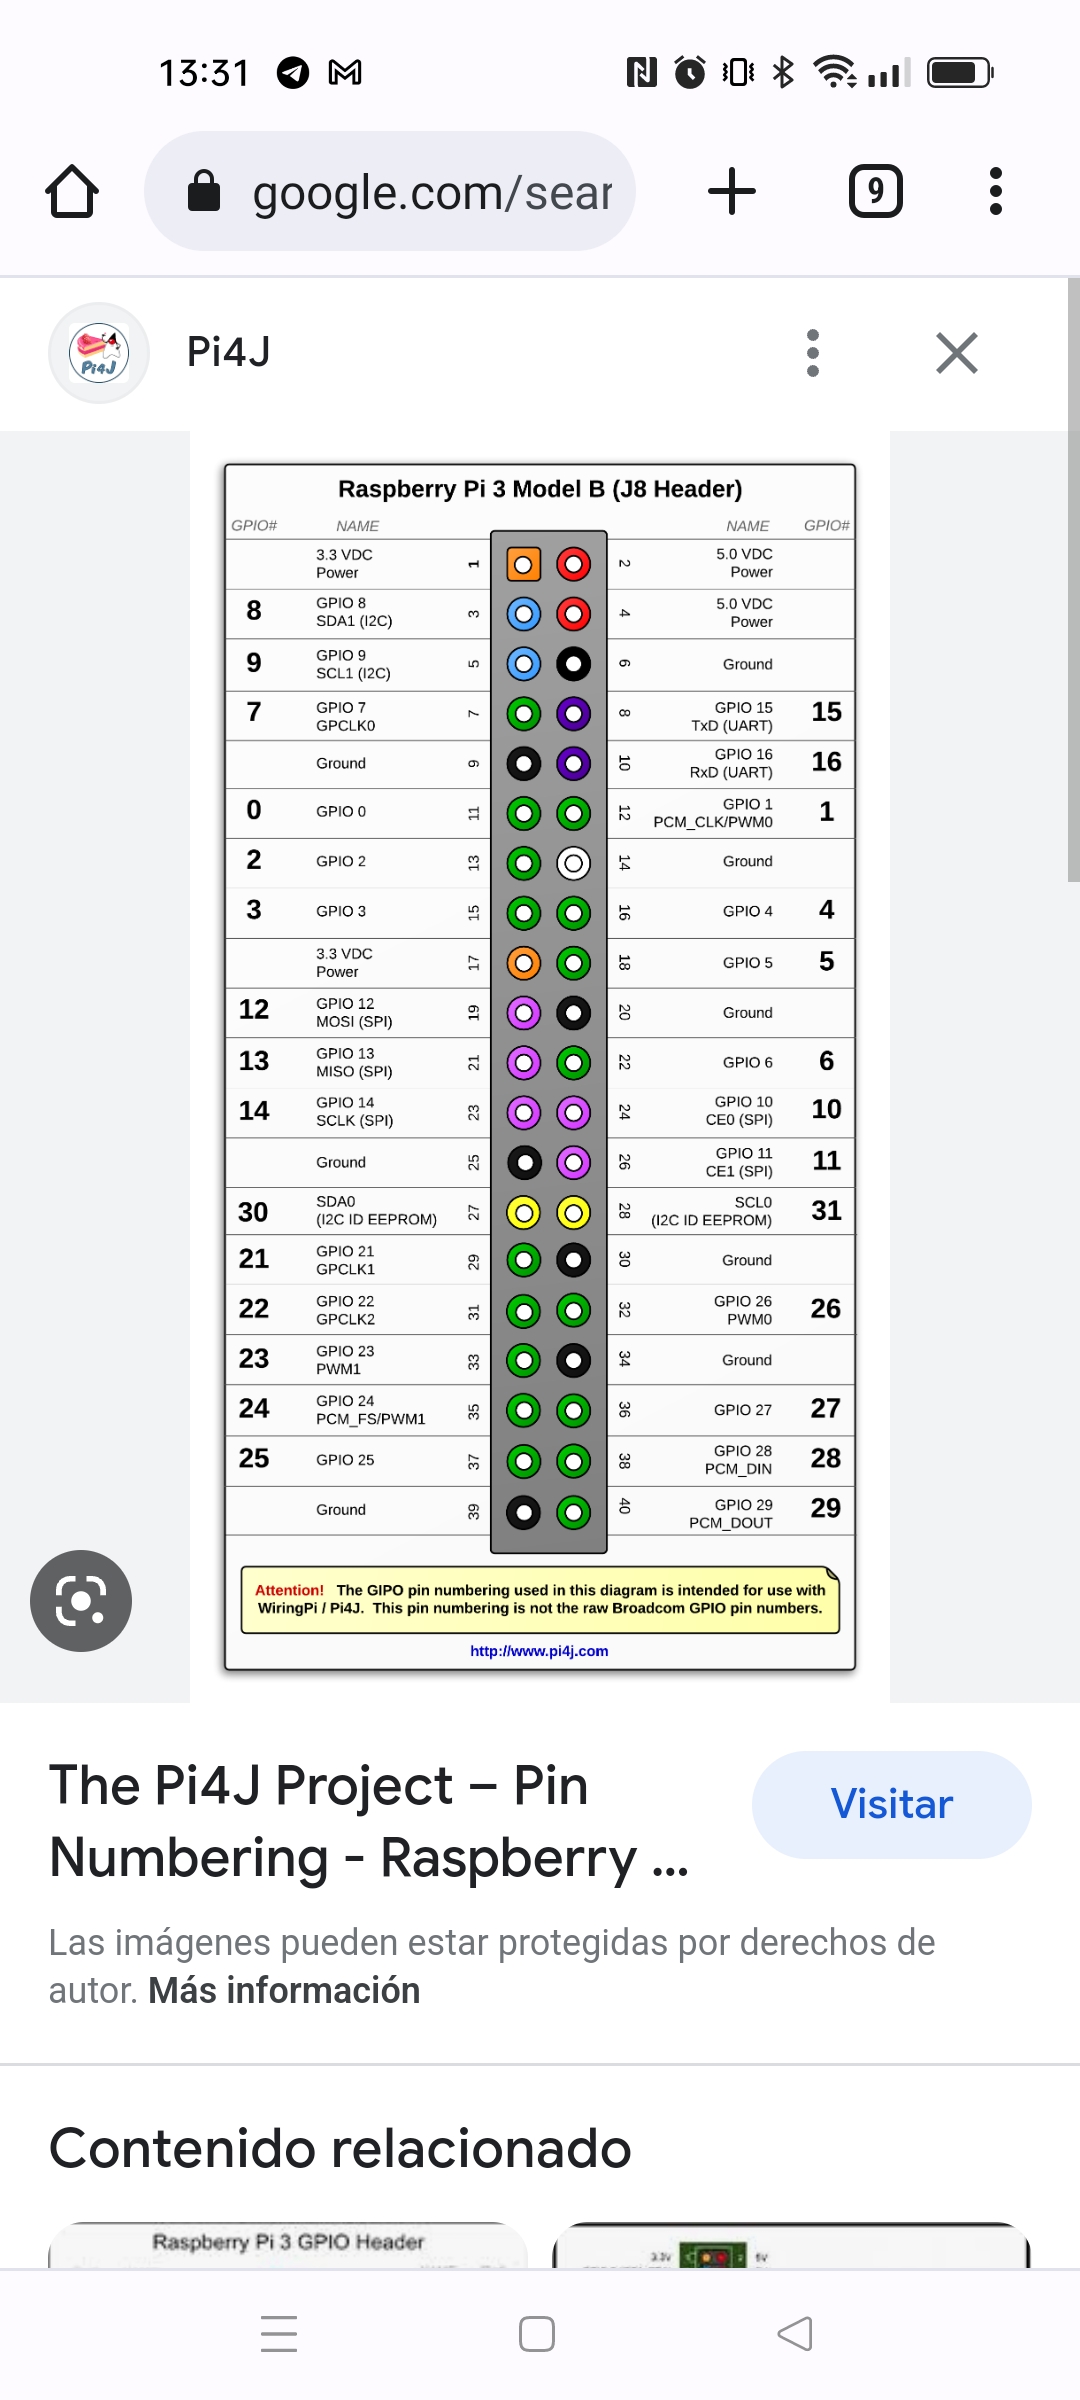 13:31
google.com/sear
9
Pi4J
Pi4J
Raspberry Pi 3 Model B (J8 Header)
GPIO# NAME NAME GPIO#
3.3 VDC Power 1 2 5.0 VDC Power
8 GPIO 8 SDA1 (I2C) 3 4 5.0 VDC Power
9 GPIO 9 SCL1 (I2C) 5 6 Ground
7 GPIO 7 GPCLK0 7 8 GPIO 15 TxD (UART) 15
Ground 9 10 GPIO 16 RxD (UART) 16
0 GPIO 0 11 12 GPIO 1 PCM_CLK/PWM0 1
2 GPIO 2 13 14 Ground
3 GPIO 3 15 16 GPIO 4 4
3.3 VDC Power 17 18 GPIO 5 5
12 GPIO 12 MOSI (SPI) 19 20 Ground
13 GPIO 13 MISO (SPI) 21 22 GPIO 6 6
14 GPIO 14 SCLK (SPI) 23 24 GPIO 10 CE0 (SPI) 10
Ground 25 26 GPIO 11 CE1 (SPI) 11
30 SDA0 (I2C ID EEPROM) 27 28 SCL0 (I2C ID EEPROM) 31
21 GPIO 21 GPCLK1 29 30 Ground
22 GPIO 22 GPCLK2 31 32 GPIO 26 PWM0 26
23 GPIO 23 PWM1 33 34 Ground
24 GPIO 24 PCM_FS/PWM1 35 36 GPIO 27 27
25 GPIO 25 37 38 GPIO 28 PCM_DIN 28
Ground 39 40 GPIO 29 PCM_DOUT 29
Attention! The GIPO pin numbering used in this diagram is intended for use with
WiringPi / Pi4J. This pin numbering is not the raw Broadcom GPIO pin numbers.
http://www.pi4j.com
The Pi4J Project – Pin
Numbering - Raspberry ...
Visitar
Las imágenes pueden estar protegidas por derechos de
autor. Más información
Contenido relacionado
Raspberry Pi 3 GPIO Header
3.3V 5V